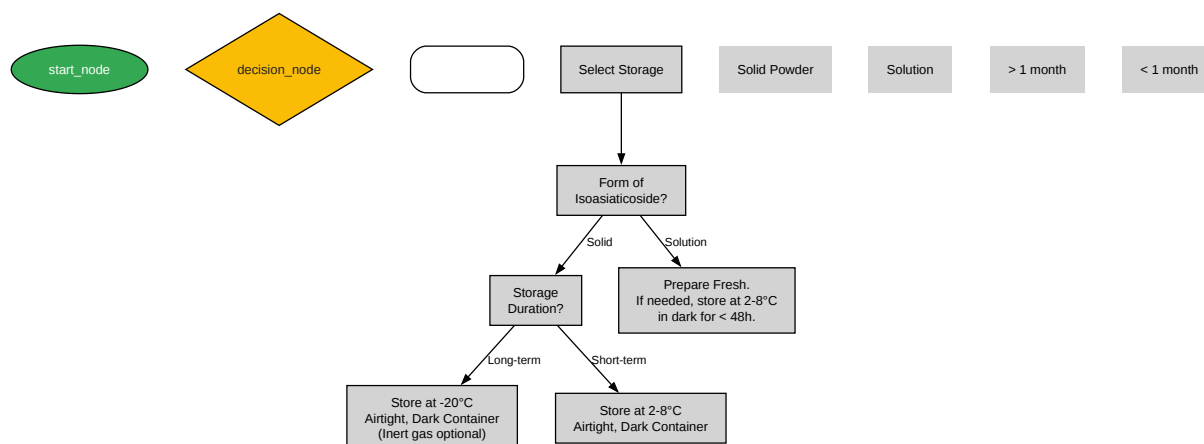 start_node
decision_node
Select Storage
Solid Powder
Solution
> 1 month
< 1 month
Form of
Isoasiaticoside?
Solid
Solution
Storage
Duration?
Prepare Fresh.
If needed, store at 2-8°C
in dark for < 48h.
Long-term
Short-term
Store at -20°C
Airtight, Dark Container
(Inert gas optional)
Store at 2-8°C
Airtight, Dark Container